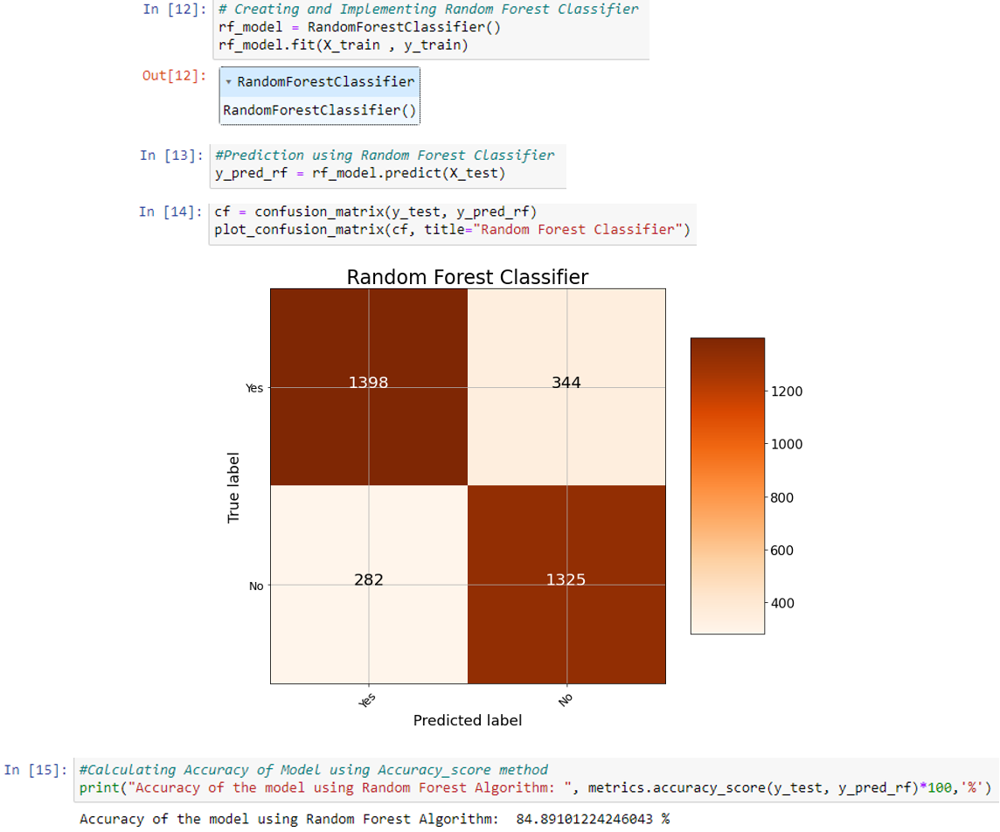 In [12]: # Creating and Implementing Random Forest Classifier
rf_model = RandomForestClassifier()
rf_model.fit(X_train , y_train)
Out[12]: RandomForestClassifier
RandomForestClassifier()
In [13]: #Prediction using Random Forest Classifier
y_pred_rf = rf_model.predict(X_test)
In [14]: cf = confusion_matrix(y_test, y_pred_rf)
plot_confusion_matrix(cf, title="Random Forest Classifier")
Random Forest Classifier
Yes 1398 344
No 282 1325
True label
Yes No
Predicted label
1200
1000
800
600
400
In [15]: #Calculating Accuracy of Model using Accuracy_score method
print("Accuracy of the model using Random Forest Algorithm: ", metrics.accuracy_score(y_test, y_pred_rf)*100,'%')
Accuracy of the model using Random Forest Algorithm:  84.89101224246043 %